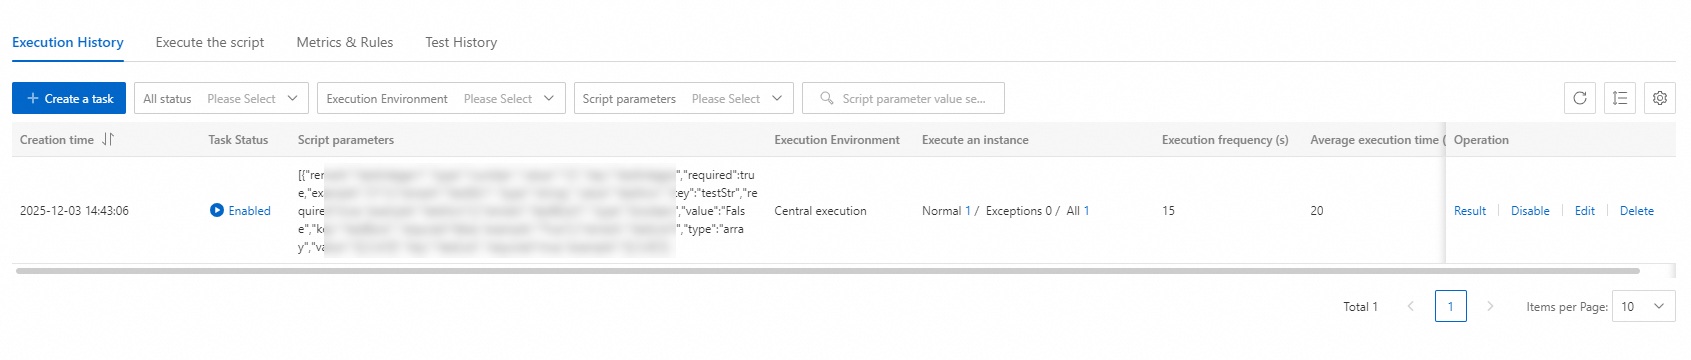 Execution History Execute the script Metrics & Rules Test History
+ Create a task All status Please Select Execution Environment Please Select Script parameters Please Select Script parameter value se...
Creation time Task Status Script parameters Execution Environment Execute an instance Execution frequency (s) Average execution time ( Operation
[{"rer ","required":tru
e,"ex key":"testStr","re
2025-12-03 14:43:06 Enabled quire ","value":"Fals Central execution Normal 1 / Exceptions 0 / All 1 15 20 Result Disable Edit Delete
e","k ","type":"arra
y","va
Total 1 1 Items per Page: 10